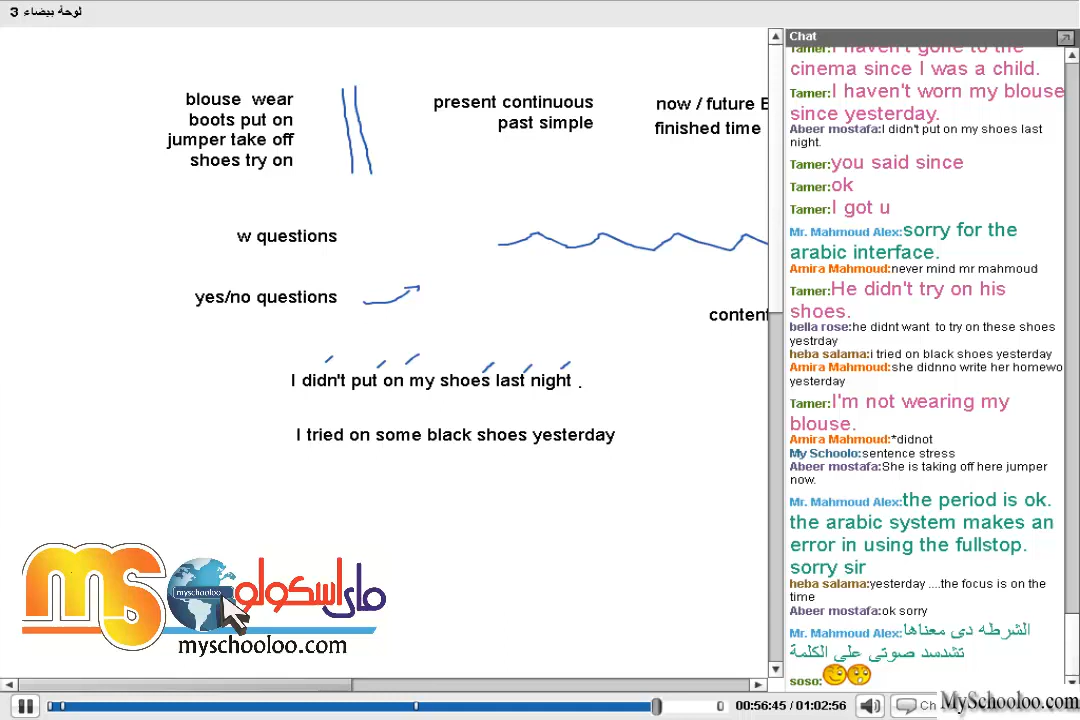 لوحة بيضاء 3
blouse wear
boots put on
jumper take off
shoes try on
present continuous
past simple
now / future
finished time
w questions
yes/no questions
content
I didn't put on my shoes last night .
I tried on some black shoes yesterday
ms
myschooloo
ماى اسكولو
myschooloo.com
Chat
Tamer:I haven't gone to the
cinema since I was a child.
Tamer:I haven't worn my blouse
since yesterday.
Abeer mostafa:I didn't put on my shoes last
night.
Tamer:you said since
Tamer:ok
Tamer:I got u
Mr. Mahmoud Alex:sorry for the
arabic interface.
Amira Mahmoud:never mind mr mahmoud
Tamer:He didn't try on his
shoes.
bella rose:he didnt want to try on these shoes
yestrday
heba salama:i tried on black shoes yesterday
Amira Mahmoud:she didnno write her homewo
yesterday
Tamer:I'm not wearing my
blouse.
Amira Mahmoud:*didnot
My Schoolo:sentence stress
Abeer mostafa:She is taking off here jumper
now.
Mr. Mahmoud Alex:the period is ok.
the arabic system makes an
error in using the fullstop.
sorry sir
heba salama:yesterday ....the focus is on the
time
Abeer mostafa:ok sorry
Mr. Mahmoud Alex:الشرطه دى معناها
تشدسد صوتى على الكلمة
soso:
00:56:45 / 01:02:56
Ch
MySchooloo.com